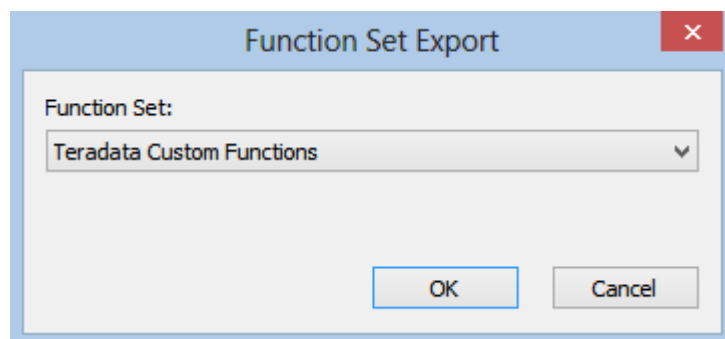 Function Set Export
Function Set:
Teradata Custom Functions
OK Cancel